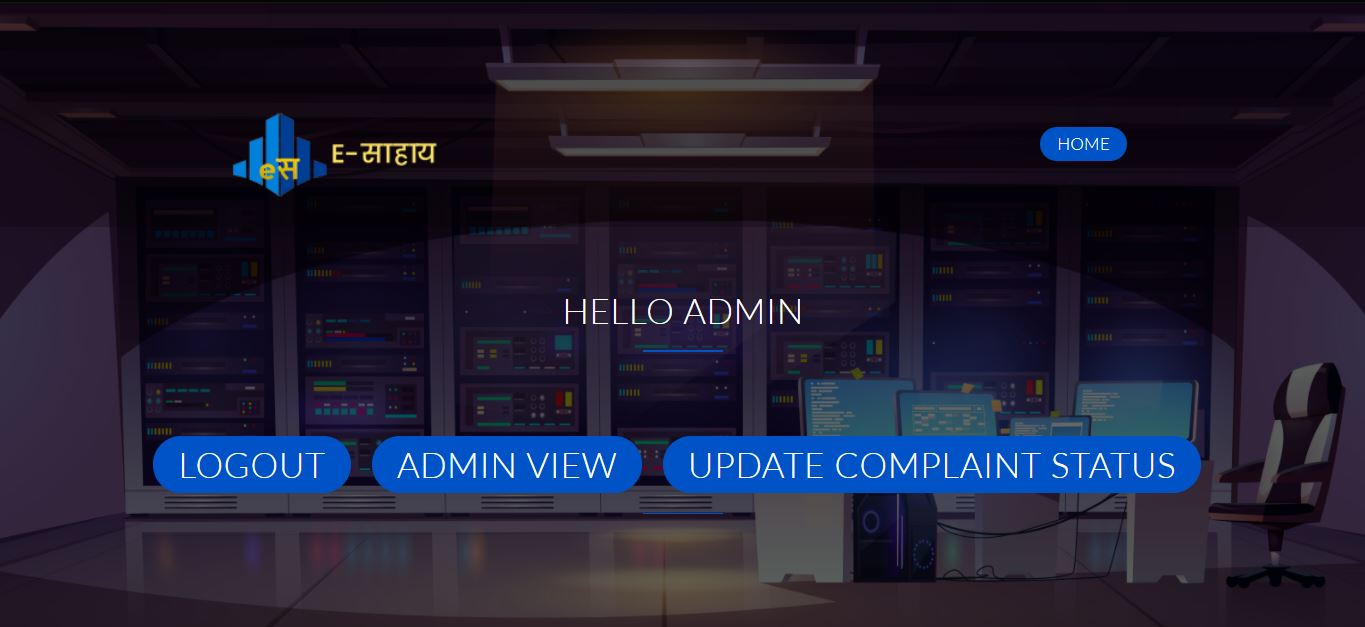 eस E-साहाय
HOME
HELLO ADMIN
LOGOUT ADMIN VIEW UPDATE COMPLAINT STATUS